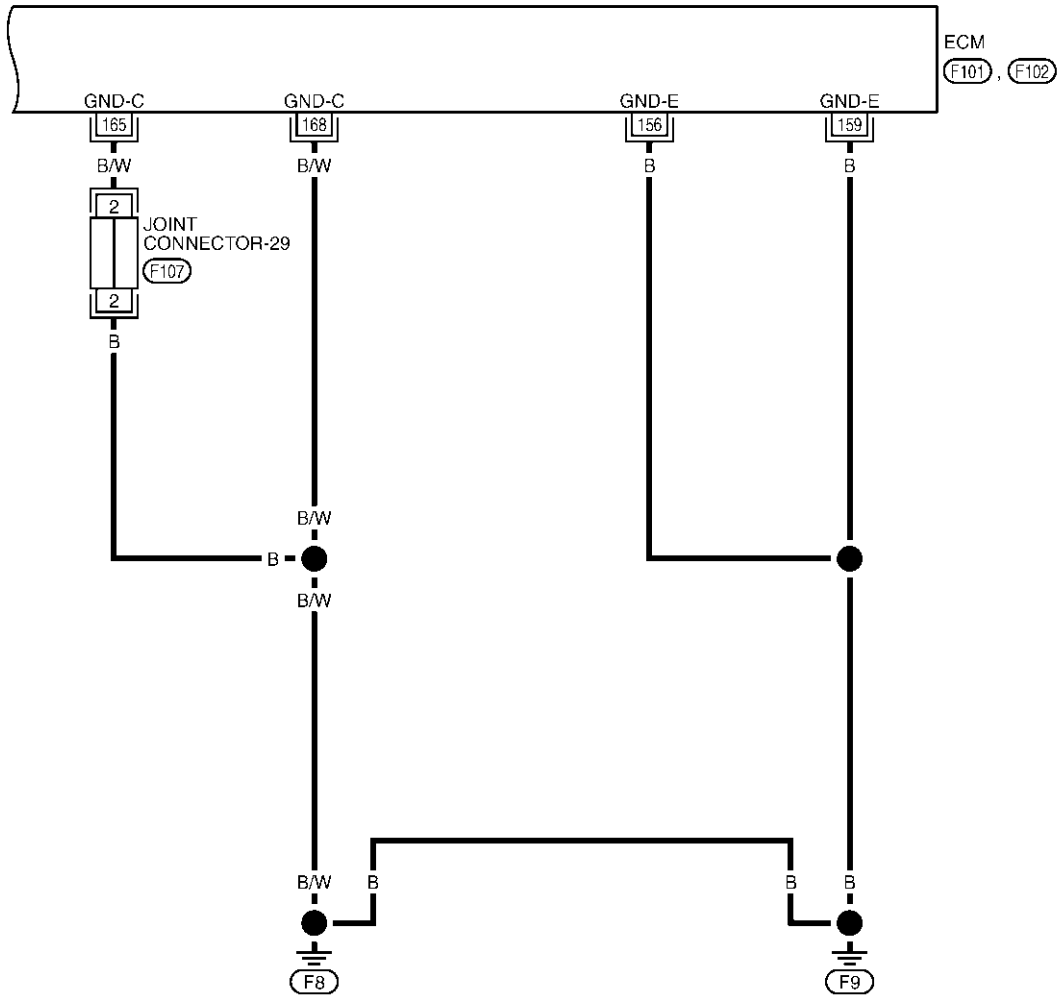 ECM
F101 , F102
GND-C GND-C GND-E GND-E
165 168 156 159
B/W B/W B B
2
JOINT
CONNECTOR-29
F107
2
B
B/W
B
B/W
B/W B B B
F8 F9